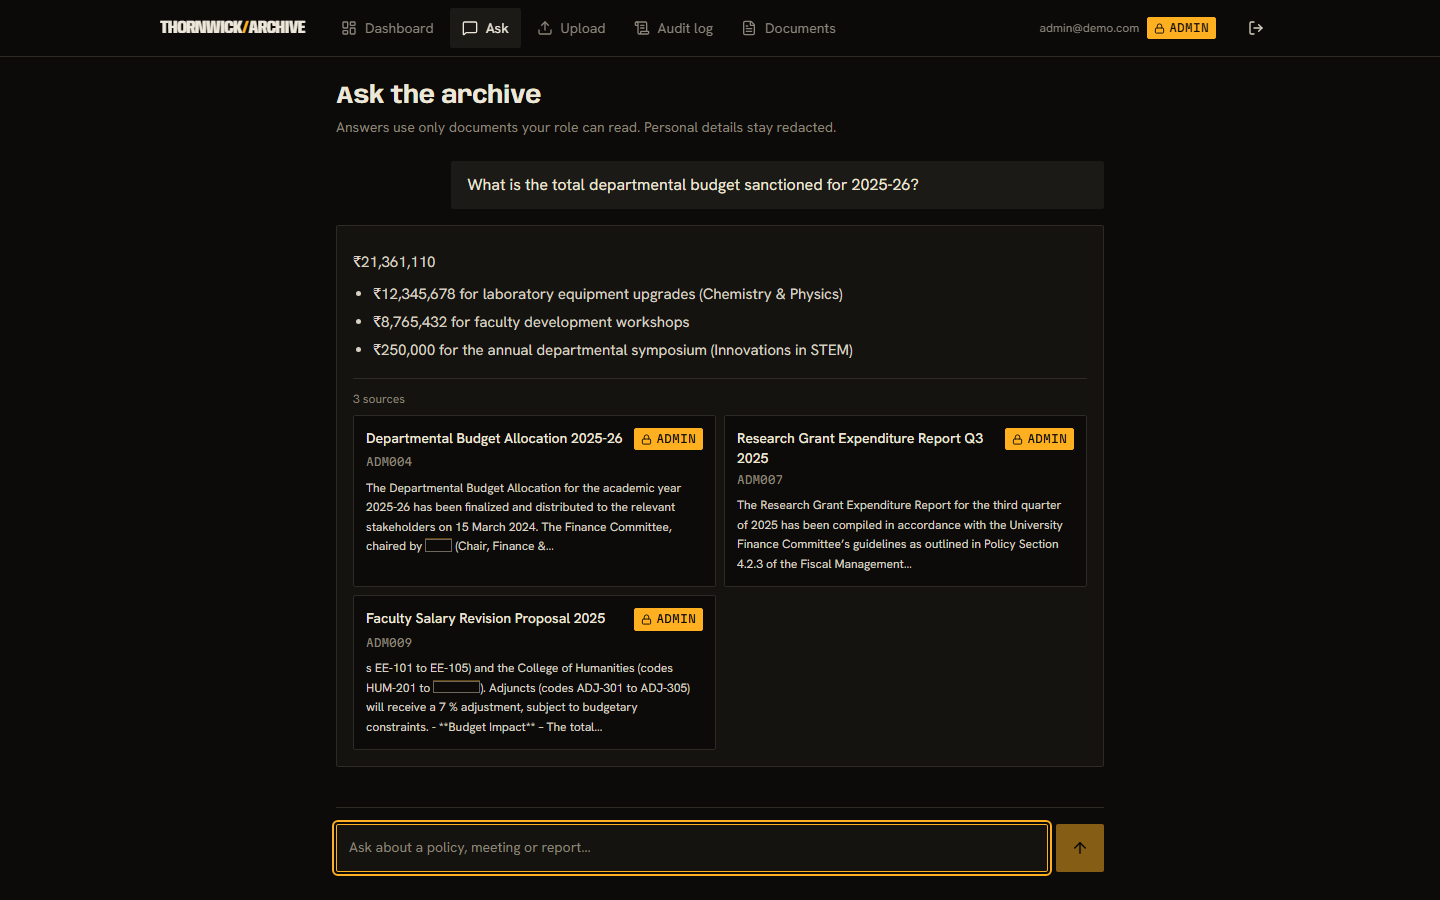 THORNWICK/ARCHIVE
Dashboard
Ask
Upload
Audit log
Documents
admin@demo.com
ADMIN
Ask the archive
Answers use only documents your role can read. Personal details stay redacted.
What is the total departmental budget sanctioned for 2025-26?
₹21,361,110
• ₹12,345,678 for laboratory equipment upgrades (Chemistry & Physics)
• ₹8,765,432 for faculty development workshops
• ₹250,000 for the annual departmental symposium (Innovations in STEM)
3 sources
Departmental Budget Allocation 2025-26
ADMIN
ADM004
The Departmental Budget Allocation for the academic year
2025-26 has been finalized and distributed to the relevant
stakeholders on 15 March 2024. The Finance Committee,
chaired by (Chair, Finance &...
Research Grant Expenditure Report Q3
2025
ADMIN
ADM007
The Research Grant Expenditure Report for the third quarter
of 2025 has been compiled in accordance with the University
Finance Committee’s guidelines as outlined in Policy Section
4.2.3 of the Fiscal Management...
Faculty Salary Revision Proposal 2025
ADMIN
ADM009
s EE-101 to EE-105) and the College of Humanities (codes
HUM-201 to ). Adjuncts (codes ADJ-301 to ADJ-305)
will receive a 7 % adjustment, subject to budgetary
constraints. - **Budget Impact** – The total...
Ask about a policy, meeting or report...